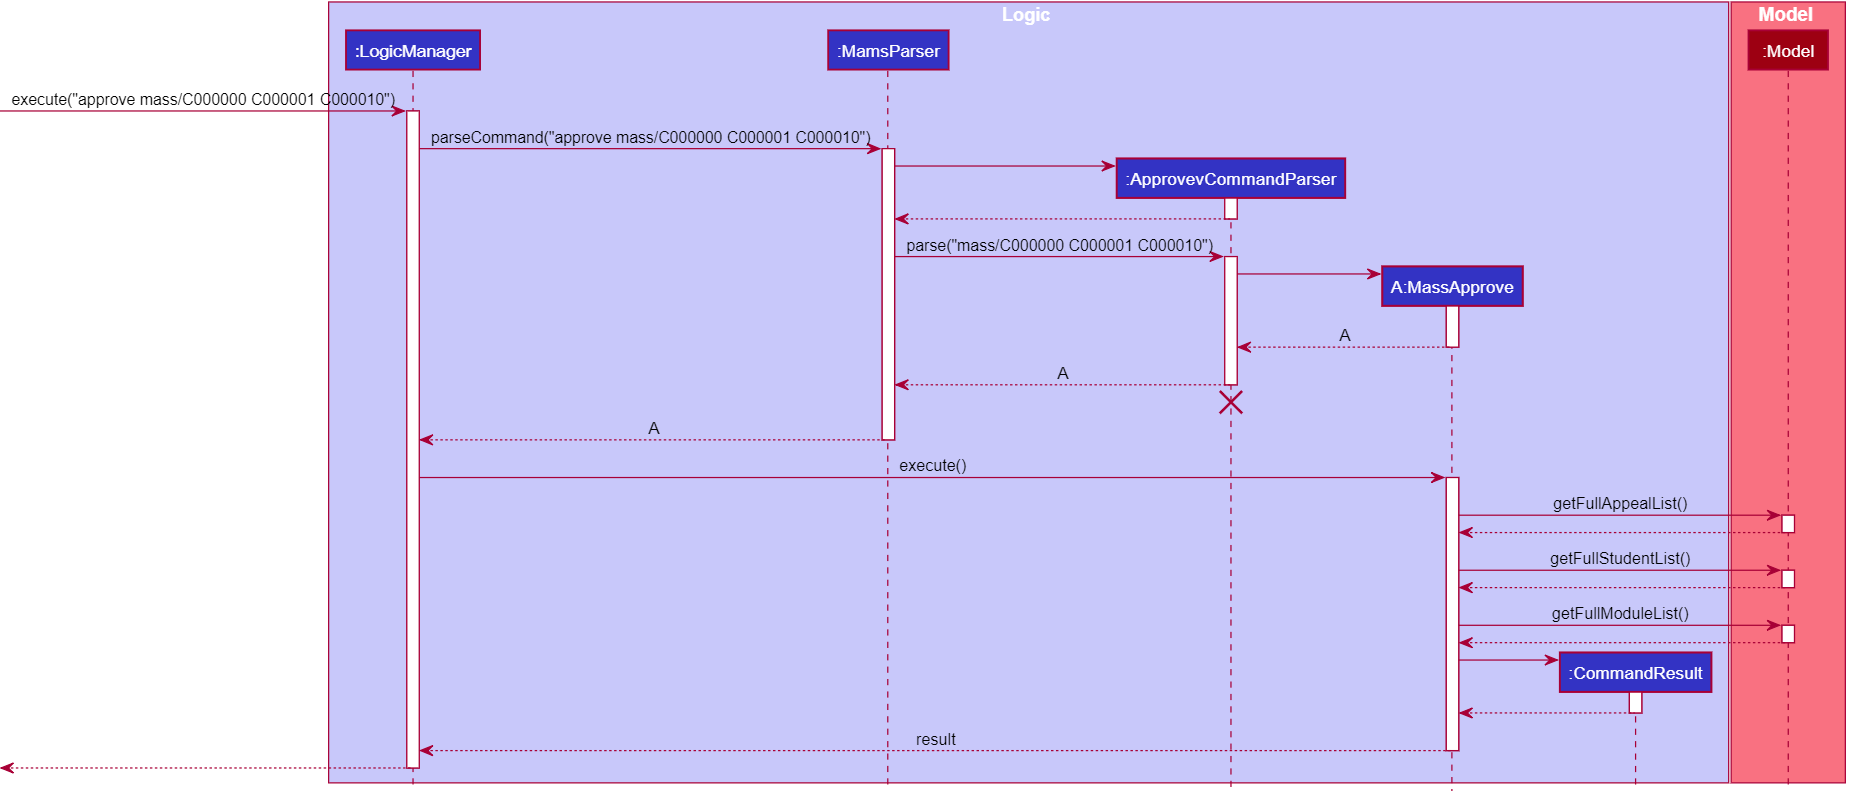 Logic
Model
:LogicManager
:MamsParser
:Model
execute("approve mass/C000000 C000001 C000010")
parseCommand("approve mass/C000000 C000001 C000010")
:ApprovevCommandParser
parse("mass/C000000 C000001 C000010")
A:MassApprove
A
A
A
execute()
getFullAppealList()
getFullStudentList()
getFullModuleList()
:CommandResult
result